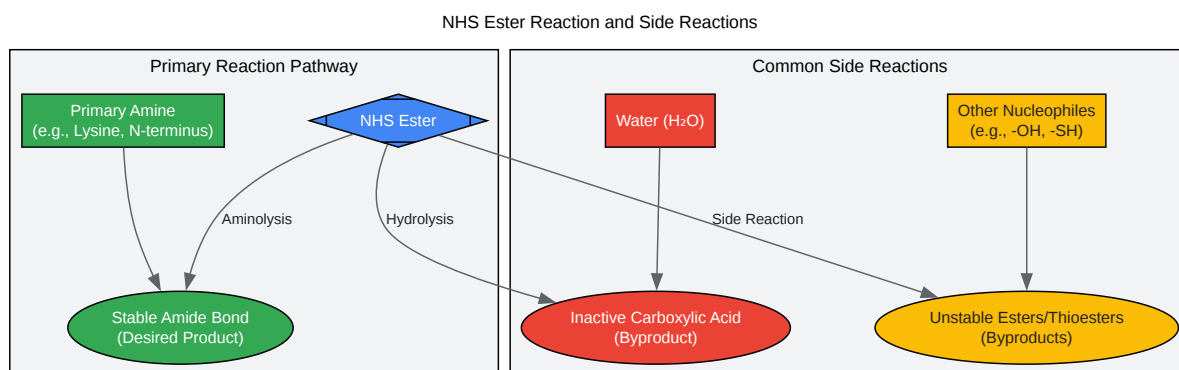 NHS Ester Reaction and Side Reactions
Primary Reaction Pathway
Common Side Reactions
Primary Amine
(e.g., Lysine, N-terminus)
NHS Ester
Water (H₂O)
Other Nucleophiles
(e.g., -OH, -SH)
Aminolysis
Hydrolysis
Side Reaction
Stable Amide Bond
(Desired Product)
Inactive Carboxylic Acid
(Byproduct)
Unstable Esters/Thioesters
(Byproducts)